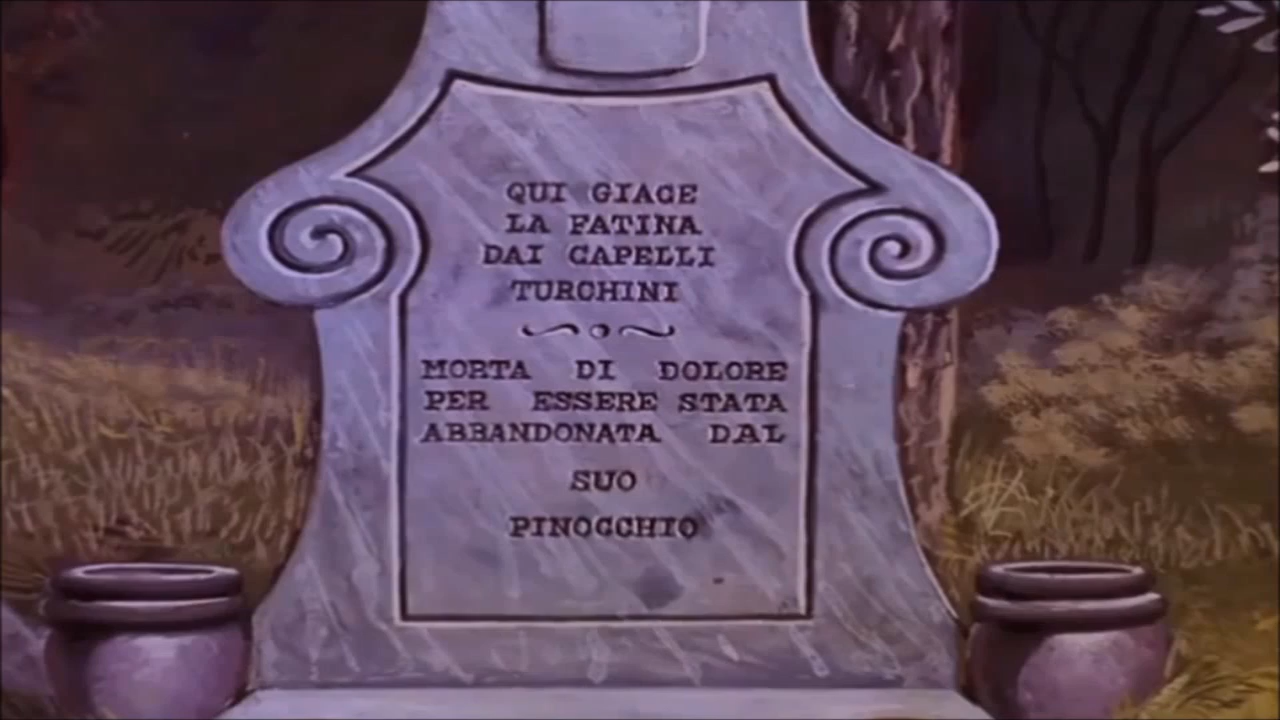 QUI GIACE
LA FATINA
DAI CAPELLI
TURCHINI
MORTA DI DOLORE
PER ESSERE STATA
ABBANDONATA DAL
SUO
PINOCCHIO